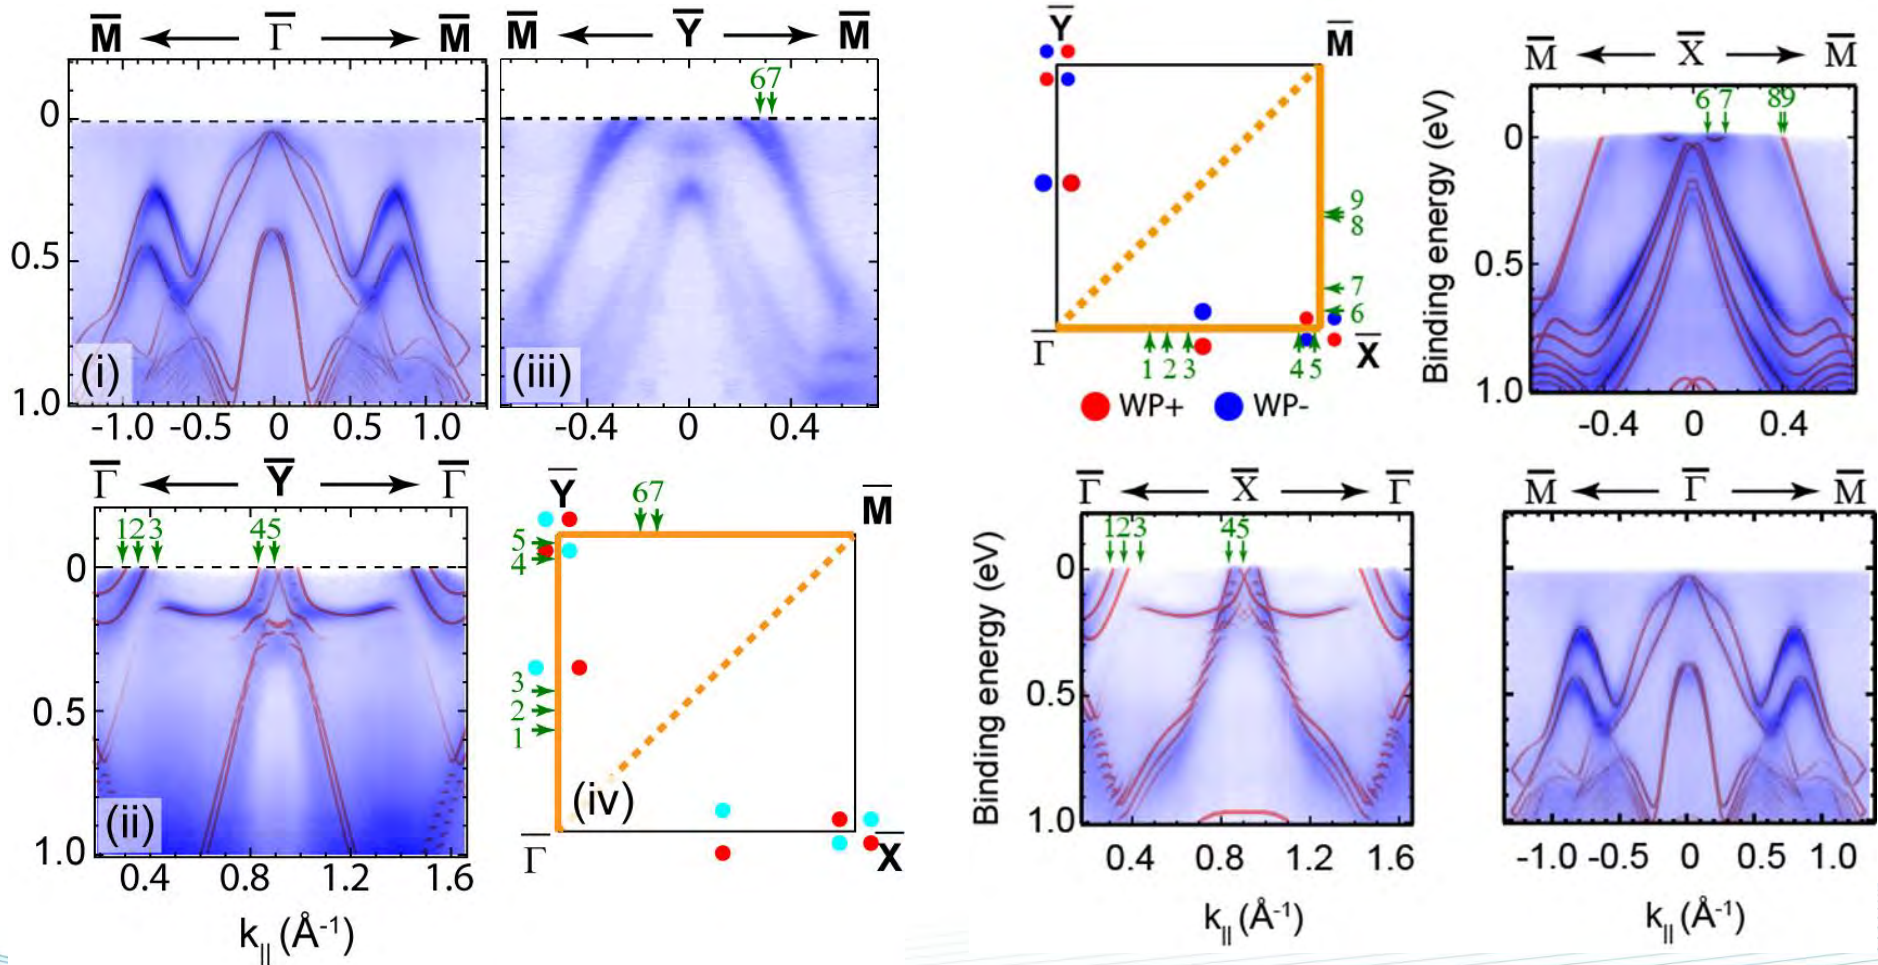 M̅ ← Γ̅ → M̅
0
0.5
1.0
(i)
-1.0 -0.5 0 0.5 1.0
M̅ ← Y̅ → M̅
67
(iii)
-0.4 0 0.4
Γ̅ ← Y̅ → Γ̅
123 45
0
0.5
1.0
(ii)
0.4 0.8 1.2 1.6
k|| (Å-1)
Y̅
67
M̅
5
4
3
2
1
(iv)
Γ̅
X̅
Y̅
M̅
9
8
7
6
Γ̅
1 2 3 45
X̅
WP+ WP-
M̅ ← X̅ → M̅
6 7 89
Binding energy (eV)
0
0.5
1.0
-0.4 0 0.4
Γ̅ ← X̅ → Γ̅
123 45
Binding energy (eV)
0
0.5
1.0
0.4 0.8 1.2 1.6
k|| (Å-1)
M̅ ← Γ̅ → M̅
-1.0 -0.5 0 0.5 1.0
k|| (Å-1)